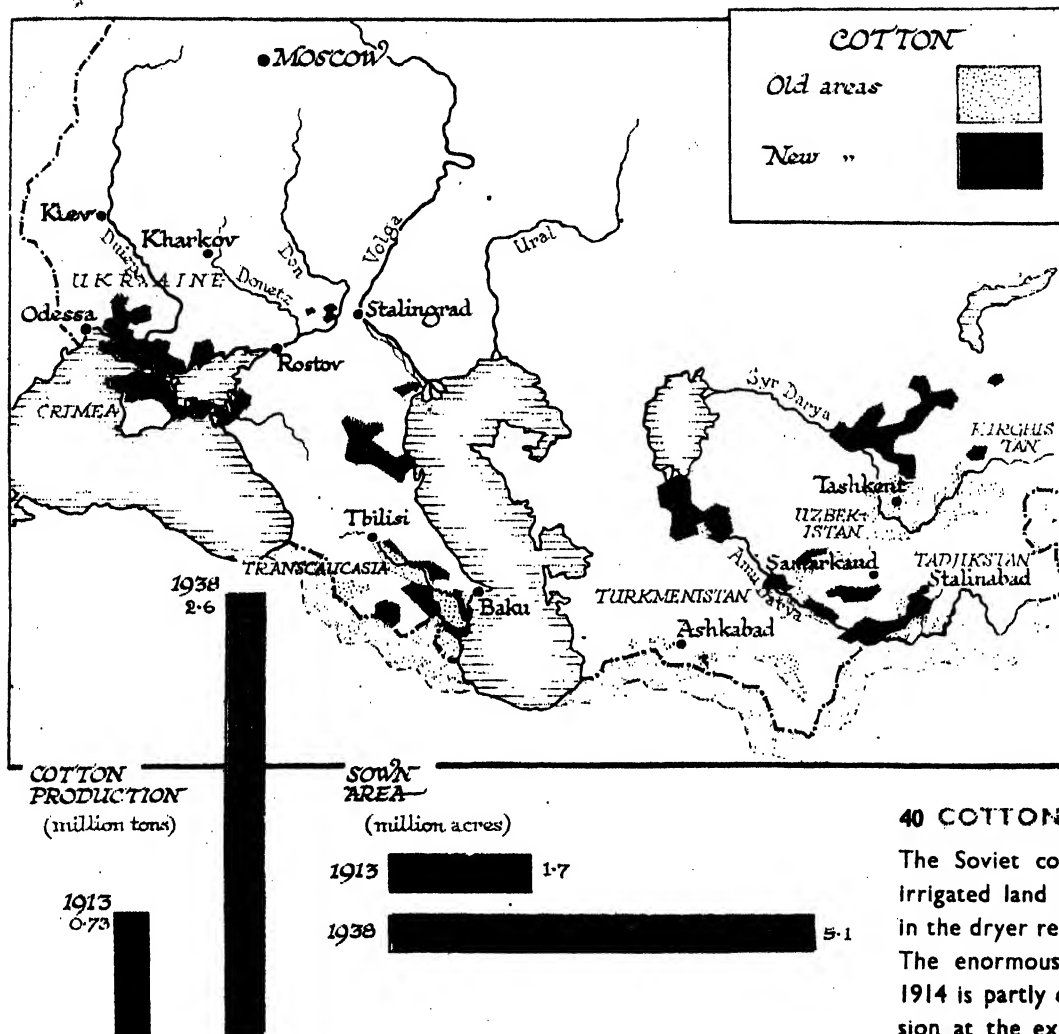 COTTON
Old areas
New "
MOSCOW
Kiev
Kharkov
Don
Volga
Ural
UKRAINE
Donetz
Odessa
Stalingrad
Rostov
CRIMEA
Syr Darya
KIRGHIS
TAN
Tashkent
UZBEK-
ISTAN
Tbilisi
Samarkand
TADJIKSTAN
TRANSCAUCASIA
Stalinabad
Baku
TURKMENISTAN
Amu Darya
Ashkabad
1938
2·6
COTTON
PRODUCTION
(million tons)
1913
0·73
SOWN
AREA
(million acres)
1913
1·7
1938
5·1
40 COTTON
The Soviet co
irrigated land
in the dryer re
The enormous
1914 is partly
sion at the ex